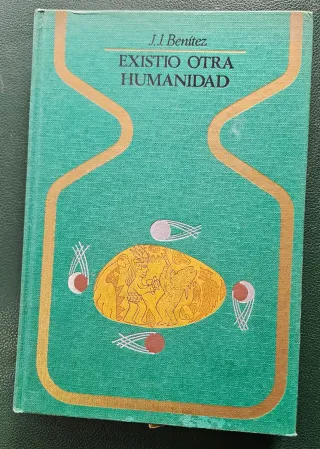 J.J. Benítez
EXISTIO OTRA
HUMANIDAD